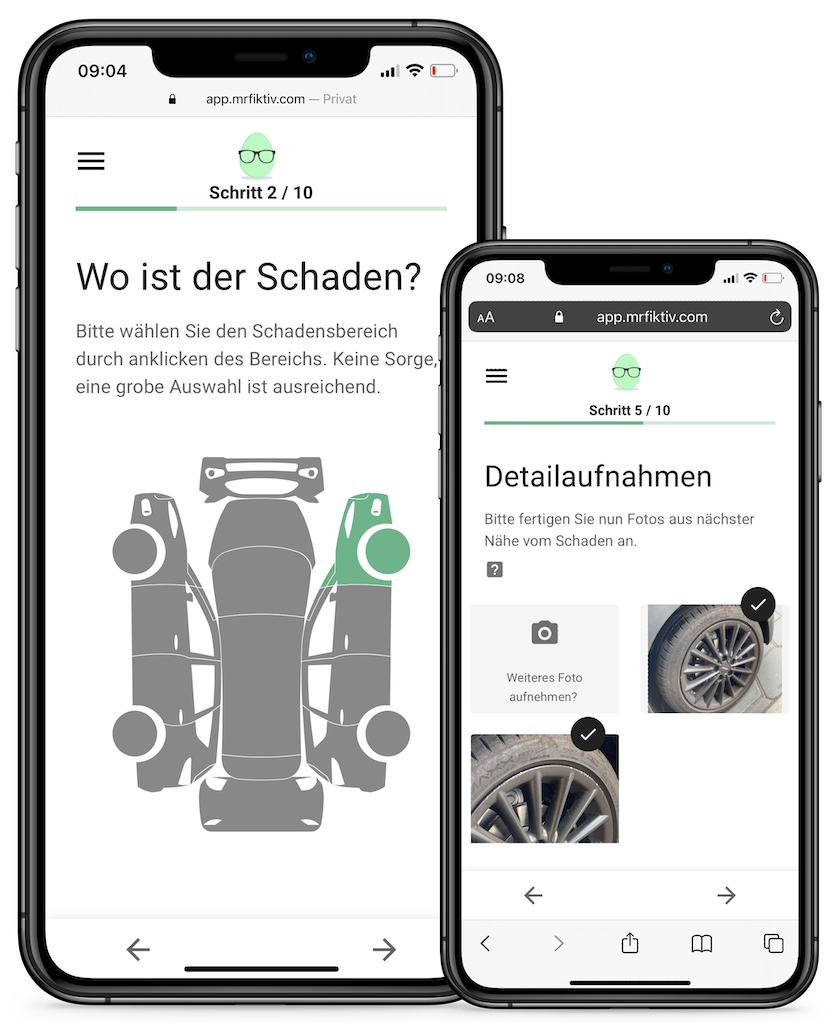 09:04
app.mrfiktiv.com — Privat
Schritt 2 / 10
Wo ist der Schaden?
Bitte wählen Sie den Schadensbereich
durch anklicken des Bereichs. Keine Sorge,
eine grobe Auswahl ist ausreichend.
09:08
AA app.mrfiktiv.com
Schritt 5 / 10
Detailaufnahmen
Bitte fertigen Sie nun Fotos aus nächster
Nähe vom Schaden an.
?
Weiteres Foto
aufnehmen?